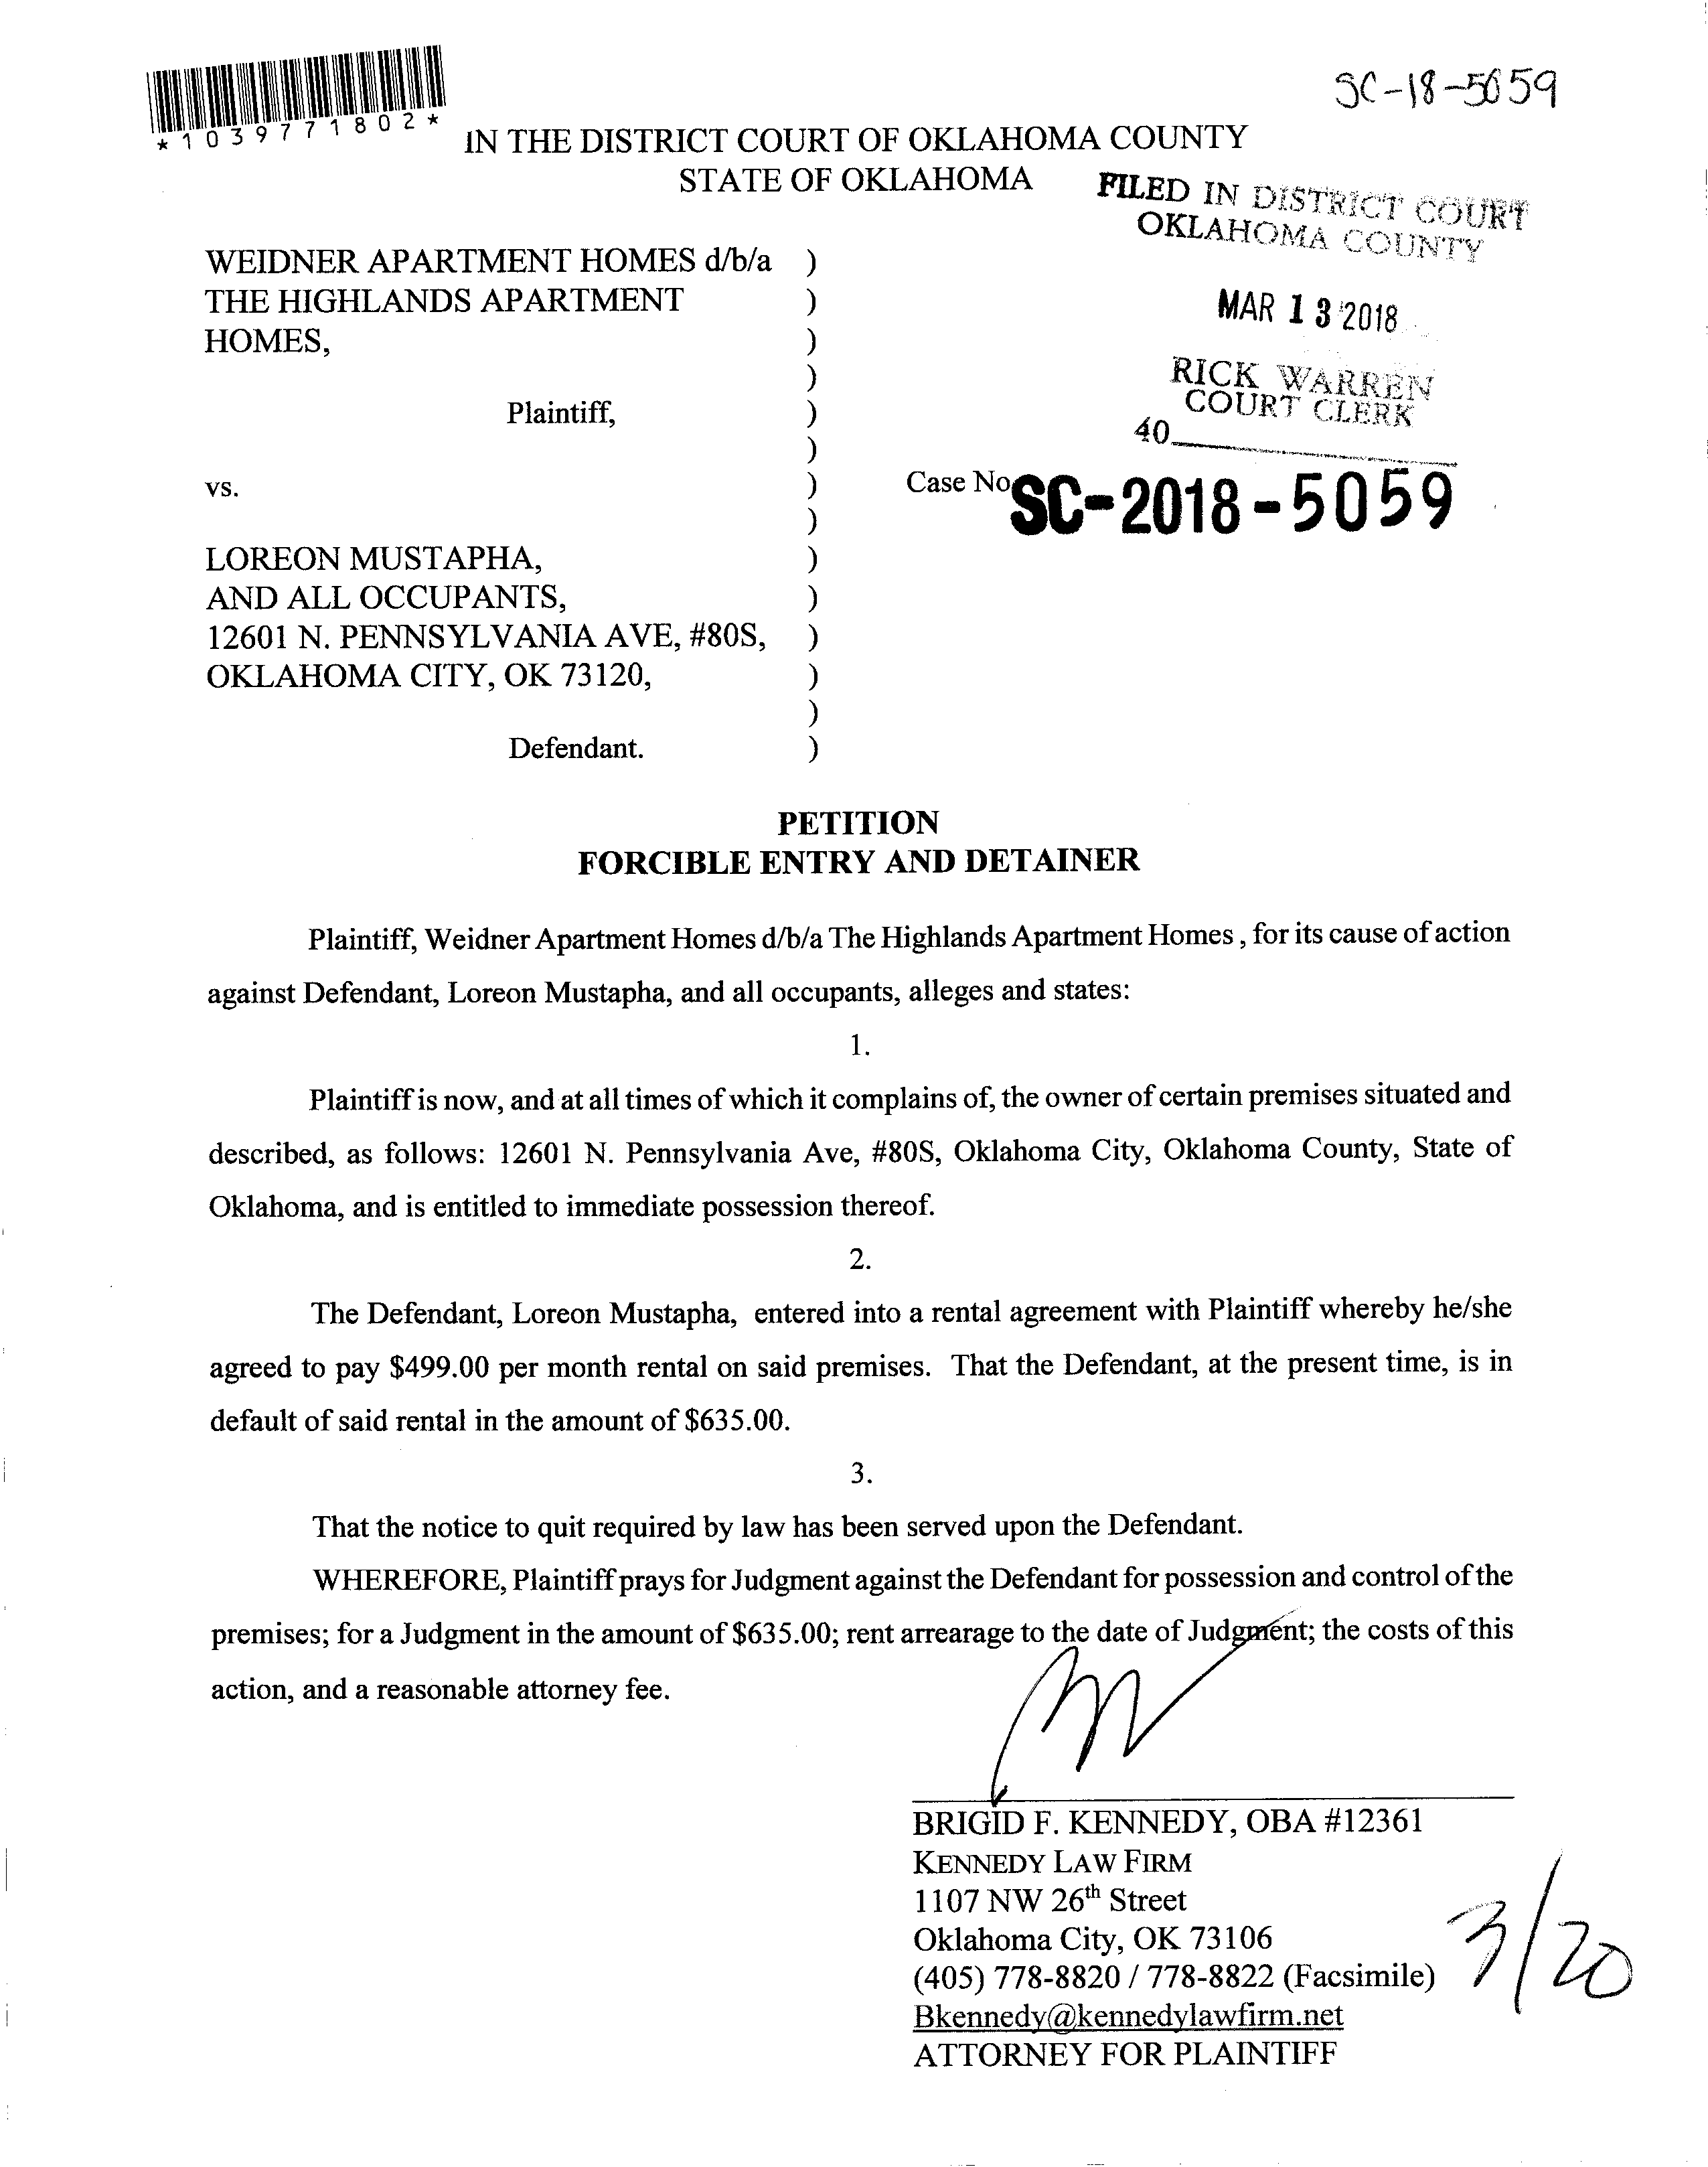 *1039771802*
SC-18-5059
IN THE DISTRICT COURT OF OKLAHOMA COUNTY
STATE OF OKLAHOMA
FILED IN DISTRICT COURT
OKLAHOMA COUNTY
MAR 13 2018
RICK WARREN
COURT CLERK
40
WEIDNER APARTMENT HOMES d/b/a )
THE HIGHLANDS APARTMENT )
HOMES, )
)
Plaintiff, )
)
vs. )
)
LOREON MUSTAPHA, )
AND ALL OCCUPANTS, )
12601 N. PENNSYLVANIA AVE, #80S, )
OKLAHOMA CITY, OK 73120, )
)
Defendant. )
Case No SC-2018-5059
PETITION
FORCIBLE ENTRY AND DETAINER
Plaintiff, Weidner Apartment Homes d/b/a The Highlands Apartment Homes , for its cause of action
against Defendant, Loreon Mustapha, and all occupants, alleges and states:
1.
Plaintiff is now, and at all times of which it complains of, the owner of certain premises situated and
described, as follows: 12601 N. Pennsylvania Ave, #80S, Oklahoma City, Oklahoma County, State of
Oklahoma, and is entitled to immediate possession thereof.
2.
The Defendant, Loreon Mustapha, entered into a rental agreement with Plaintiff whereby he/she
agreed to pay $499.00 per month rental on said premises. That the Defendant, at the present time, is in
default of said rental in the amount of $635.00.
3.
That the notice to quit required by law has been served upon the Defendant.
WHEREFORE, Plaintiff prays for Judgment against the Defendant for possession and control of the
premises; for a Judgment in the amount of $635.00; rent arrearage to the date of Judgment; the costs of this
action, and a reasonable attorney fee.
BRIGID F. KENNEDY, OBA #12361
KENNEDY LAW FIRM
1107 NW 26th Street
Oklahoma City, OK 73106
(405) 778-8820 / 778-8822 (Facsimile)
Bkennedy@kennedylawfirm.net
ATTORNEY FOR PLAINTIFF
3/20